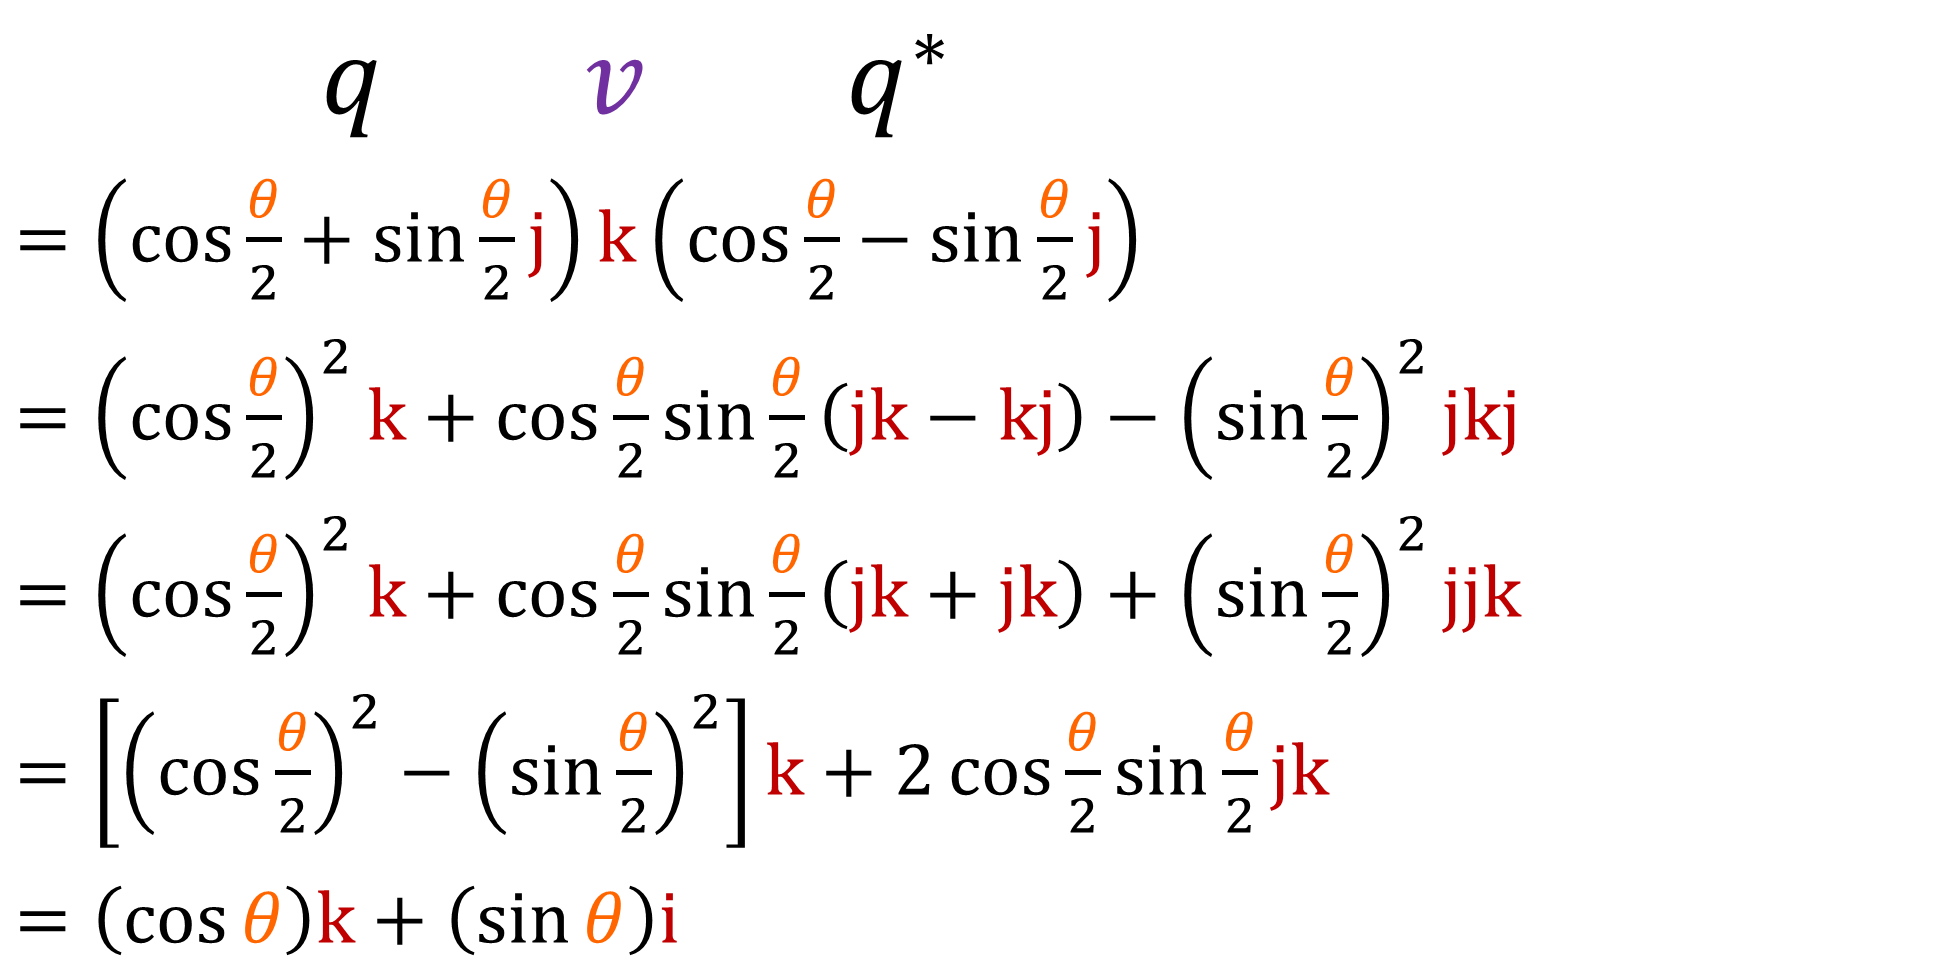 q v q*
= (cos θ/2 + sin θ/2 j) k (cos θ/2 − sin θ/2 j)
= (cos θ/2)² k + cos θ/2 sin θ/2 (jk − kj) − (sin θ/2)² jkj
= (cos θ/2)² k + cos θ/2 sin θ/2 (jk + jk) + (sin θ/2)² jjk
= [(cos θ/2)² − (sin θ/2)²] k + 2 cos θ/2 sin θ/2 jk
= (cos θ)k + (sin θ)i